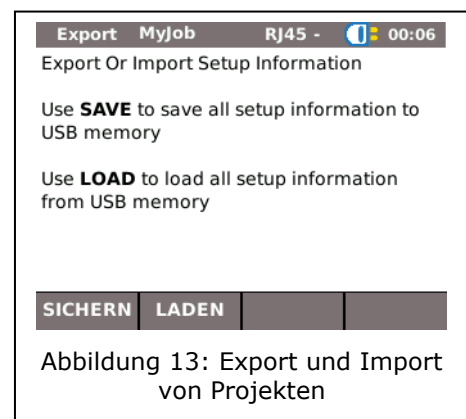 Export MyJob RJ45 - 00:06
Export Or Import Setup Information
Use SAVE to save all setup information to
USB memory
Use LOAD to load all setup information
from USB memory
SICHERN LADEN
Abbildung 13: Export und Import
von Projekten